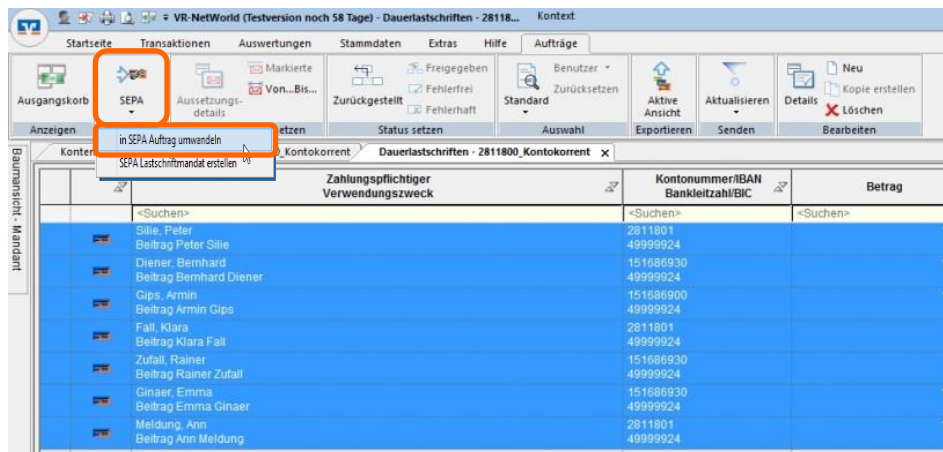 VR-NetWorld (Testversion noch 58 Tage) - Dauerlastschriften - 28118... Kontext
Startseite Transaktionen Auswertungen Stammdaten Extras Hilfe Aufträge
Ausgangskorb
SEPA
Aussetzungs-
details
Markierte
Von...Bis...
Zurückgestellt
Freigegeben
Fehlerfrei
Fehlerhaft
Standard
Benutzer
Zurücksetzen
Aktive
Ansicht
Aktualisieren
Details
Neu
Kopie erstellen
Löschen
Anzeigen etzen Status setzen Auswahl Exportieren Senden Bearbeiten
in SEPA Auftrag umwandeln
SEPA Lastschriftmandat erstellen
Konten _Kontokorrent Dauerlastschriften - 2811800_Kontokorrent x
Baumansicht - Mandant
Zahlungspflichtiger
Verwendungszweck
Kontonummer/IBAN
Bankleitzahl/BIC
Betrag
<Suchen> <Suchen> <Suchen>
Silie, Peter 2811801
Beitrag Peter Silie 49999924
Diener, Bernhard 151686930
Beitrag Bernhard Diener 49999924
Gips, Armin 151686900
Beitrag Armin Gips 49999924
Fall, Klara 2811801
Beitrag Klara Fall 49999924
Zufall, Rainer 151686930
Beitrag Rainer Zufall 49999924
Ginaer, Emma 151686930
Beitrag Emma Ginaer 49999924
Meldung, Ann 2811801
Beitrag Ann Meldung 49999924